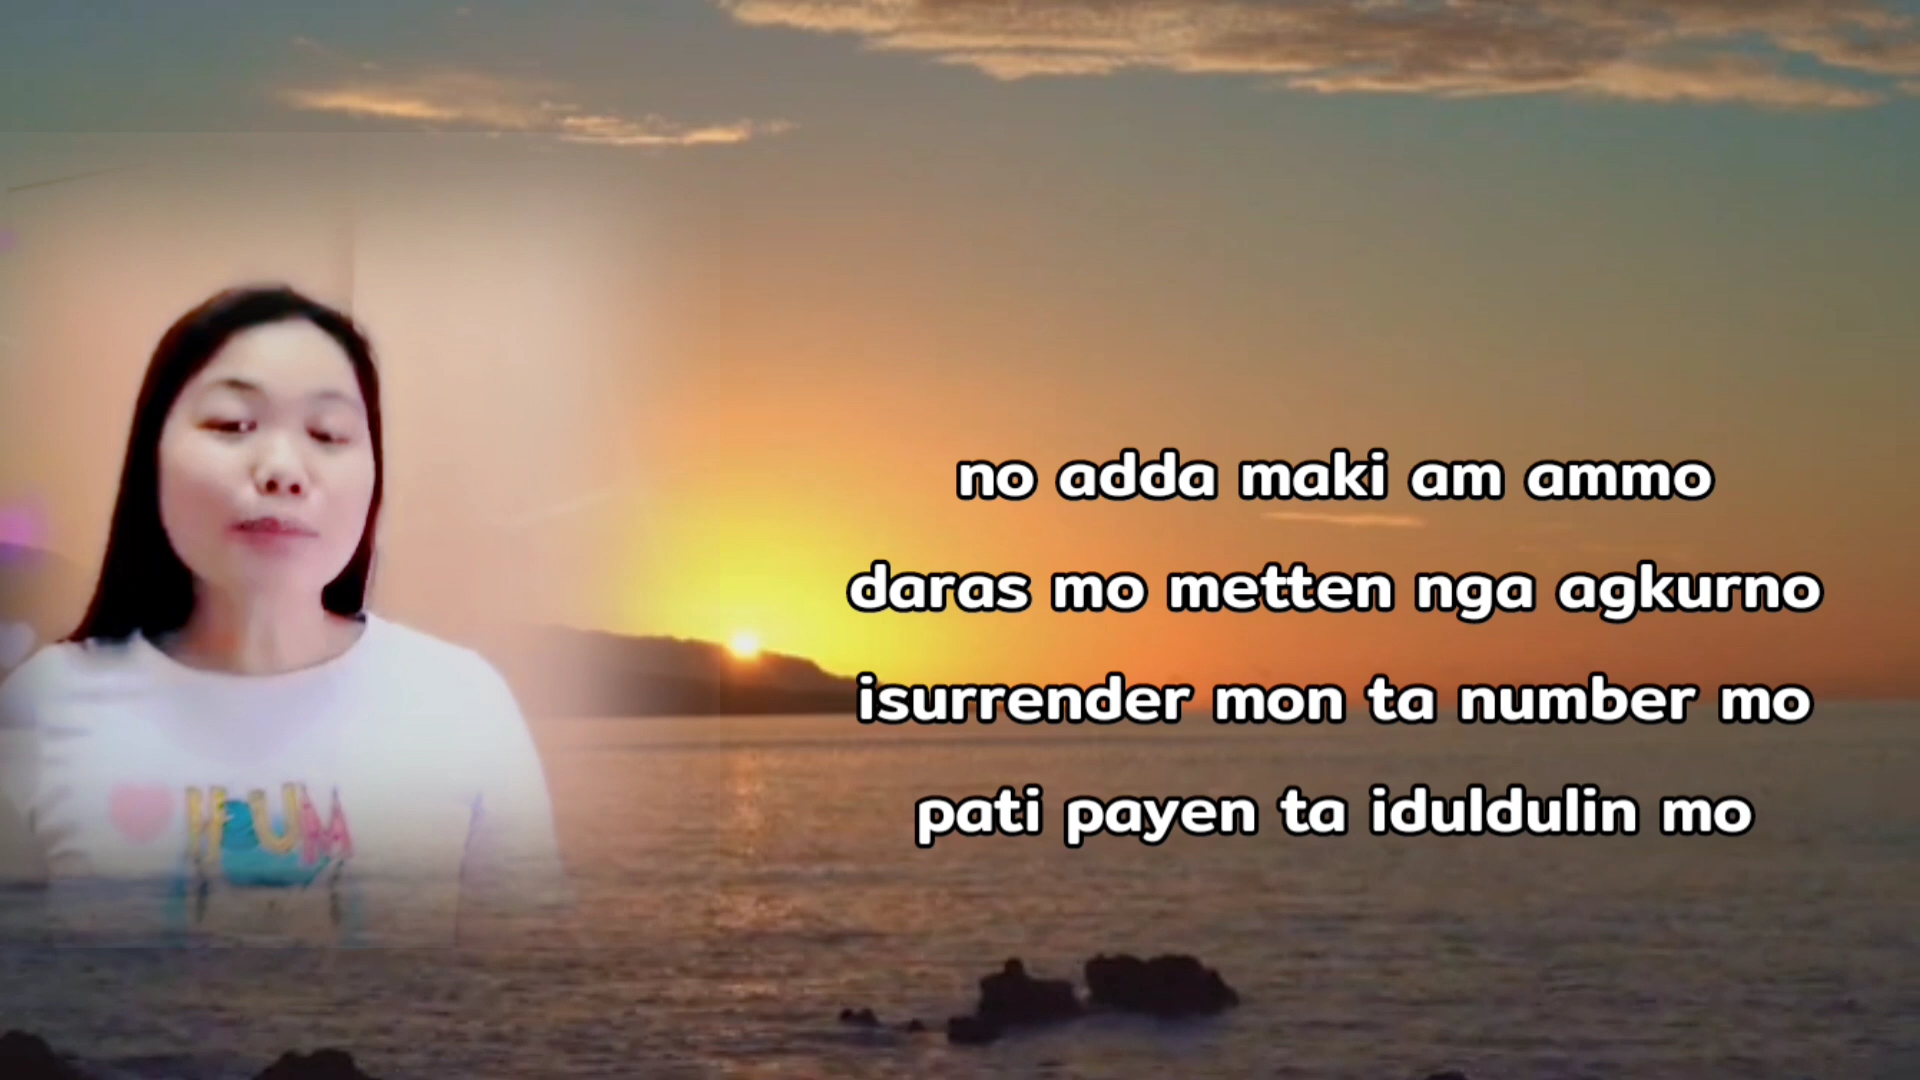 no adda maki am ammo
daras mo metten nga agkurno
isurrender mon ta number mo
pati payen ta iduldulin mo